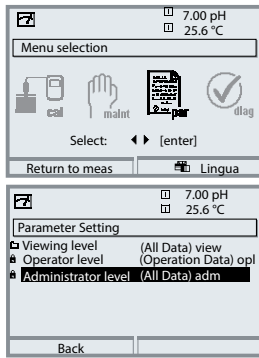 7.00 pH
25.6 °C
Menu selection
cal
maint
par
diag
Select: [enter]
Return to meas
Lingua
7.00 pH
25.6 °C
Parameter Setting
Viewing level (All Data) view
Operator level (Operation Data) opl
Administrator level (All Data) adm
Back